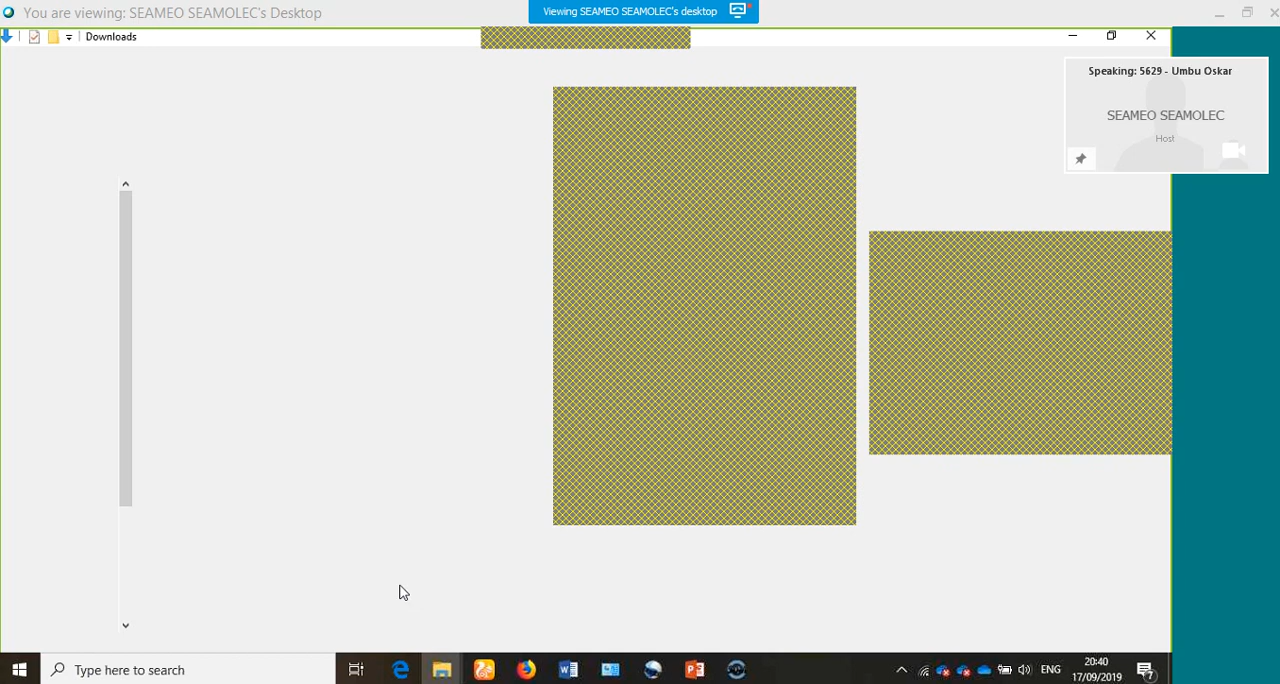 You are viewing: SEAMEO SEAMOLEC's Desktop
Viewing SEAMEO SEAMOLEC's desktop
Downloads
Speaking: 5629 - Umbu Oskar
SEAMEO SEAMOLEC
Host
Type here to search
ENG
20:40
17/09/2019
7